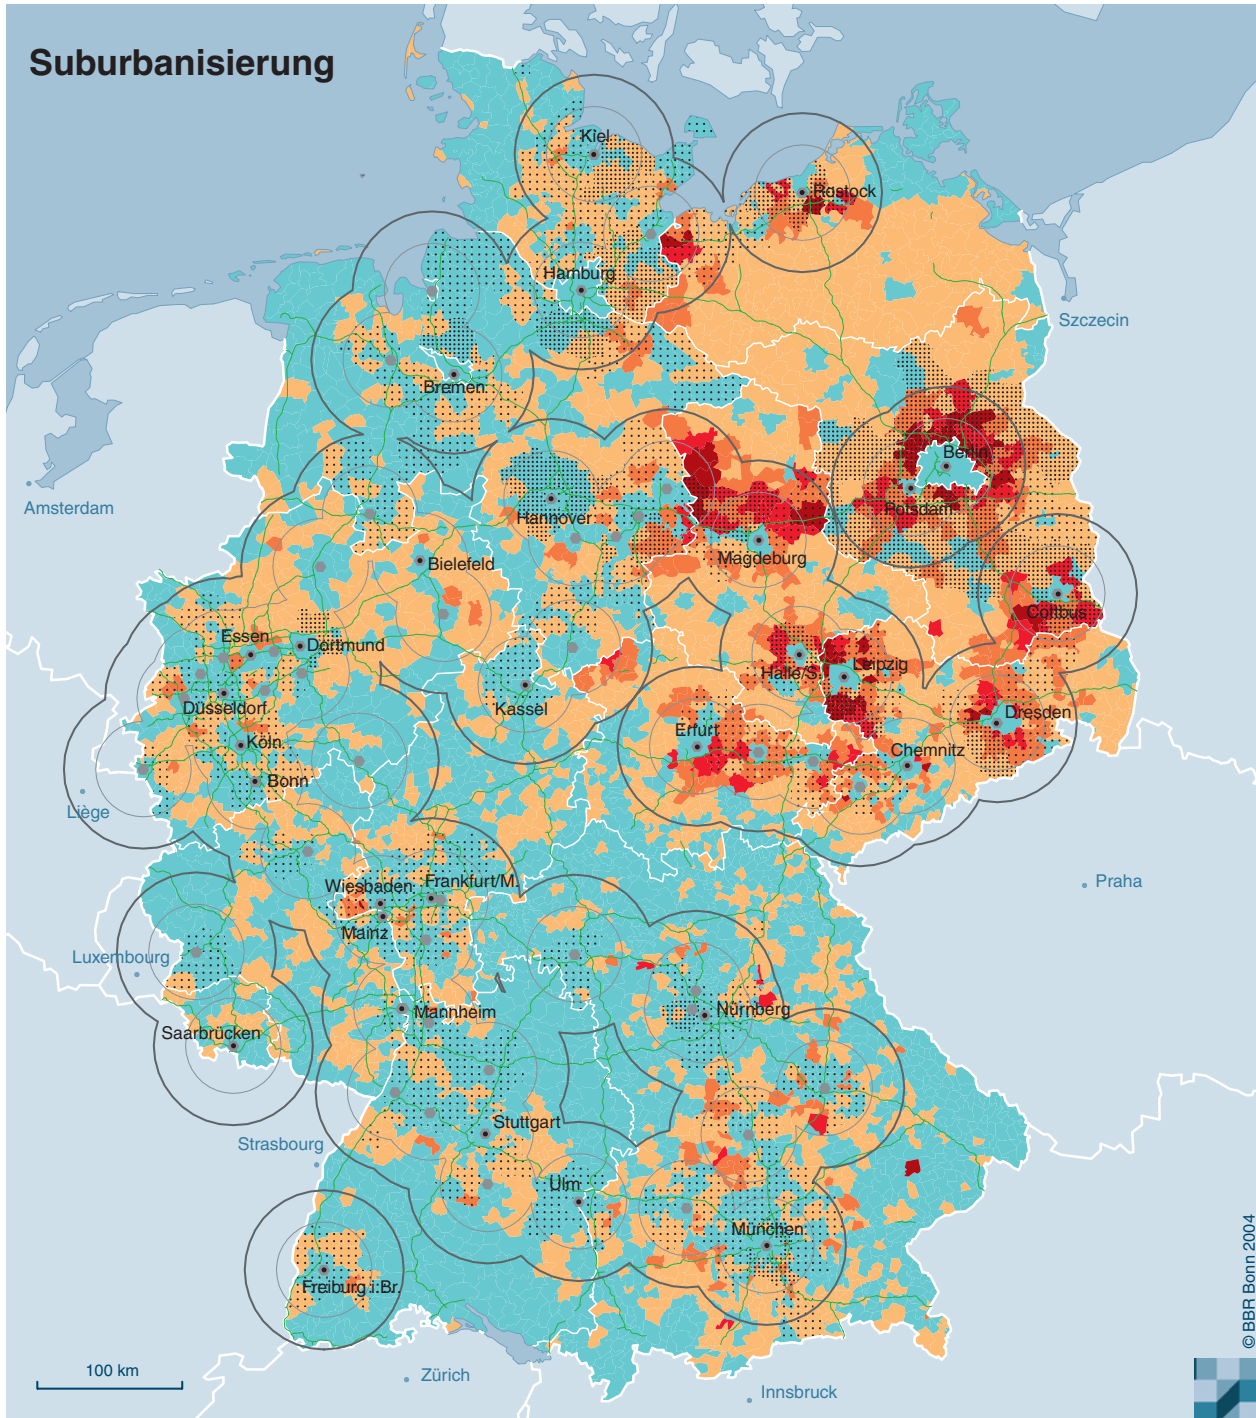 Suburbanisierung
Kiel
Rostock
Hamburg
Szczecin
Bremen
Berlin
Amsterdam
Hannover
Potsdam
Magdeburg
Bielefeld
Cottbus
Essen
Dortmund
Halle/S.
Leipzig
Düsseldorf
Kassel
Dresden
Erfurt
Köln
Chemnitz
Bonn
Liège
Wiesbaden
Frankfurt/M.
Praha
Mainz
Luxembourg
Mannheim
Nürnberg
Saarbrücken
Stuttgart
Strasbourg
Ulm
München
Freiburg i.Br.
100 km
Zürich
Innsbruck
© BBR Bonn 2004